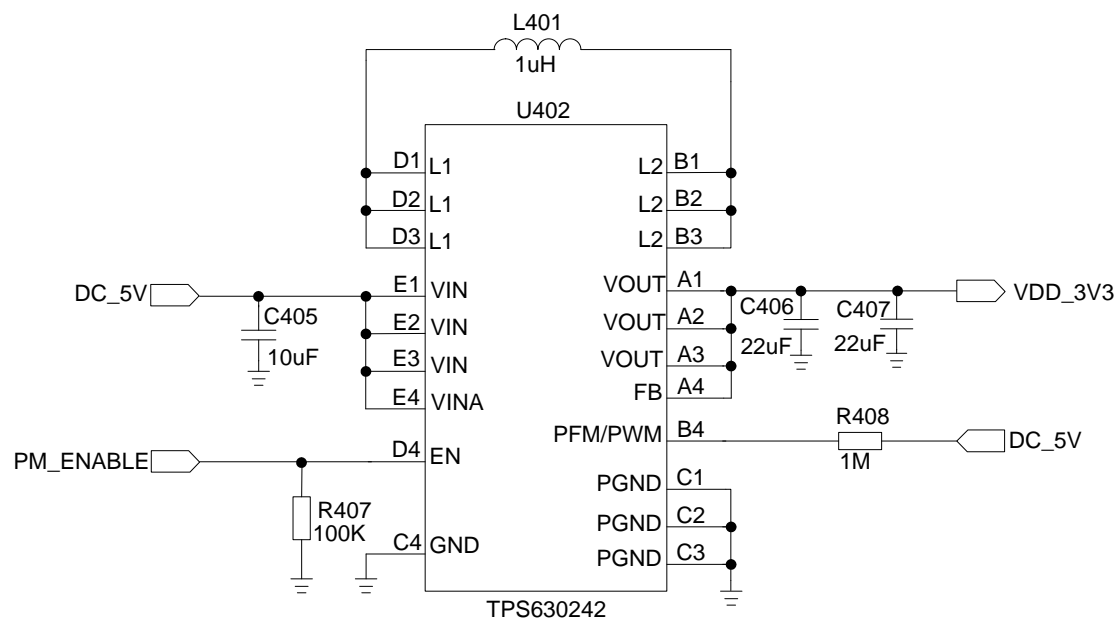 L401
1uH
U402
D1 L1 L2 B1
D2 L1 L2 B2
D3 L1 L2 B3
DC_5V E1 VIN VOUT A1 VDD_3V3
C405 E2 VIN VOUT A2 C406 C407
10uF E3 VIN VOUT A3 22uF 22uF
E4 VINA FB A4
PFM/PWM B4 R408 DC_5V
1M
PM_ENABLE D4 EN
PGND C1
R407 PGND C2
100K
C4 GND PGND C3
TPS630242